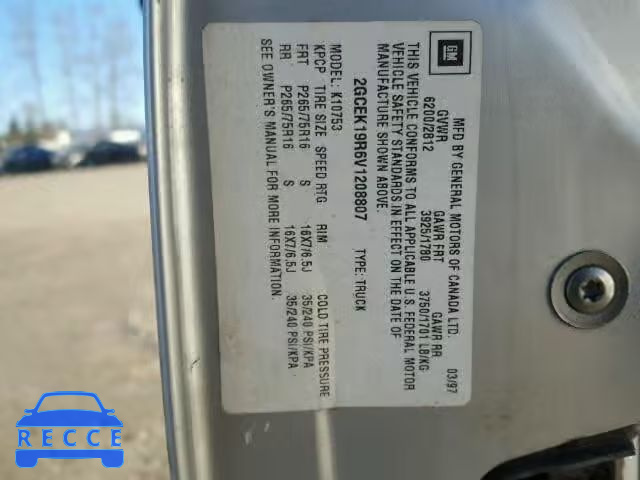 GM
MFD BY GENERAL MOTORS OF CANADA LTD.
03/97
GVWR GAWR FRT GAWR RR
6200/2812 3925/1780 3750/1701 LB/KG
THIS VEHICLE CONFORMS TO ALL APPLICABLE U.S. FEDERAL MOTOR
VEHICLE SAFETY STANDARDS IN EFFECT ON THE DATE OF
MANUFACTURE SHOWN ABOVE.
2GCEK19R6V1208807 TYPE: TRUCK
MODEL: K10753
KPCP TIRE SIZE SPEED RTG RIM COLD TIRE PRESSURE
FRT P265/75R16 S 16X7/6.5J 35/240 PSI/KPA
RR P265/75R16 S 16X7/6.5J 35/240 PSI/KPA
SEE OWNER'S MANUAL FOR MORE INFORMATION.
RECCE